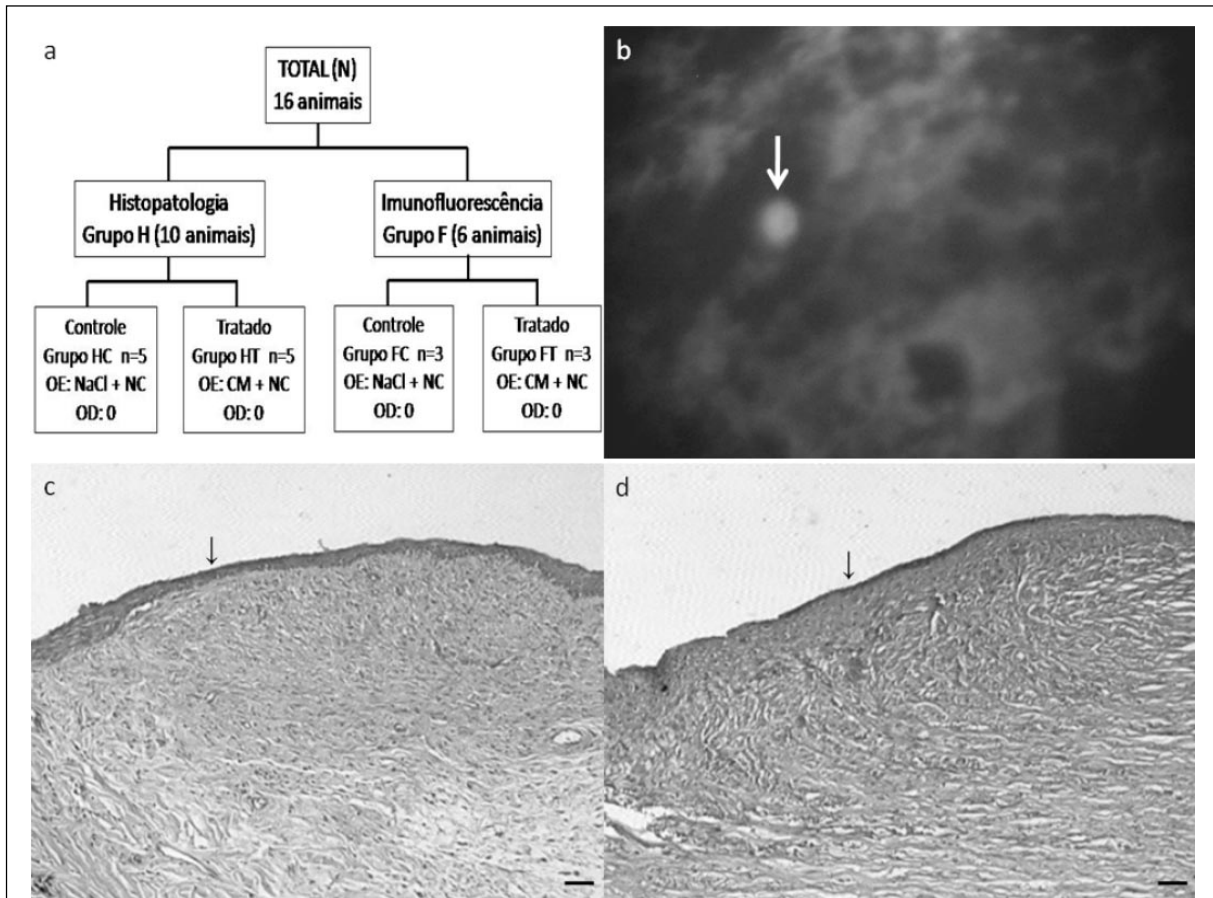 a
TOTAL (N)
16 animais
Histopatologia
Grupo H (10 animais)
Imunofluorescência
Grupo F (6 animais)
Controle
Grupo HC n=5
OE: NaCl + NC
OD: 0
Tratado
Grupo HT n=5
OE: CM + NC
OD: 0
Controle
Grupo FC n=3
OE: NaCl + NC
OD: 0
Tratado
Grupo FT n=3
OE: CM + NC
OD: 0
b
c
d